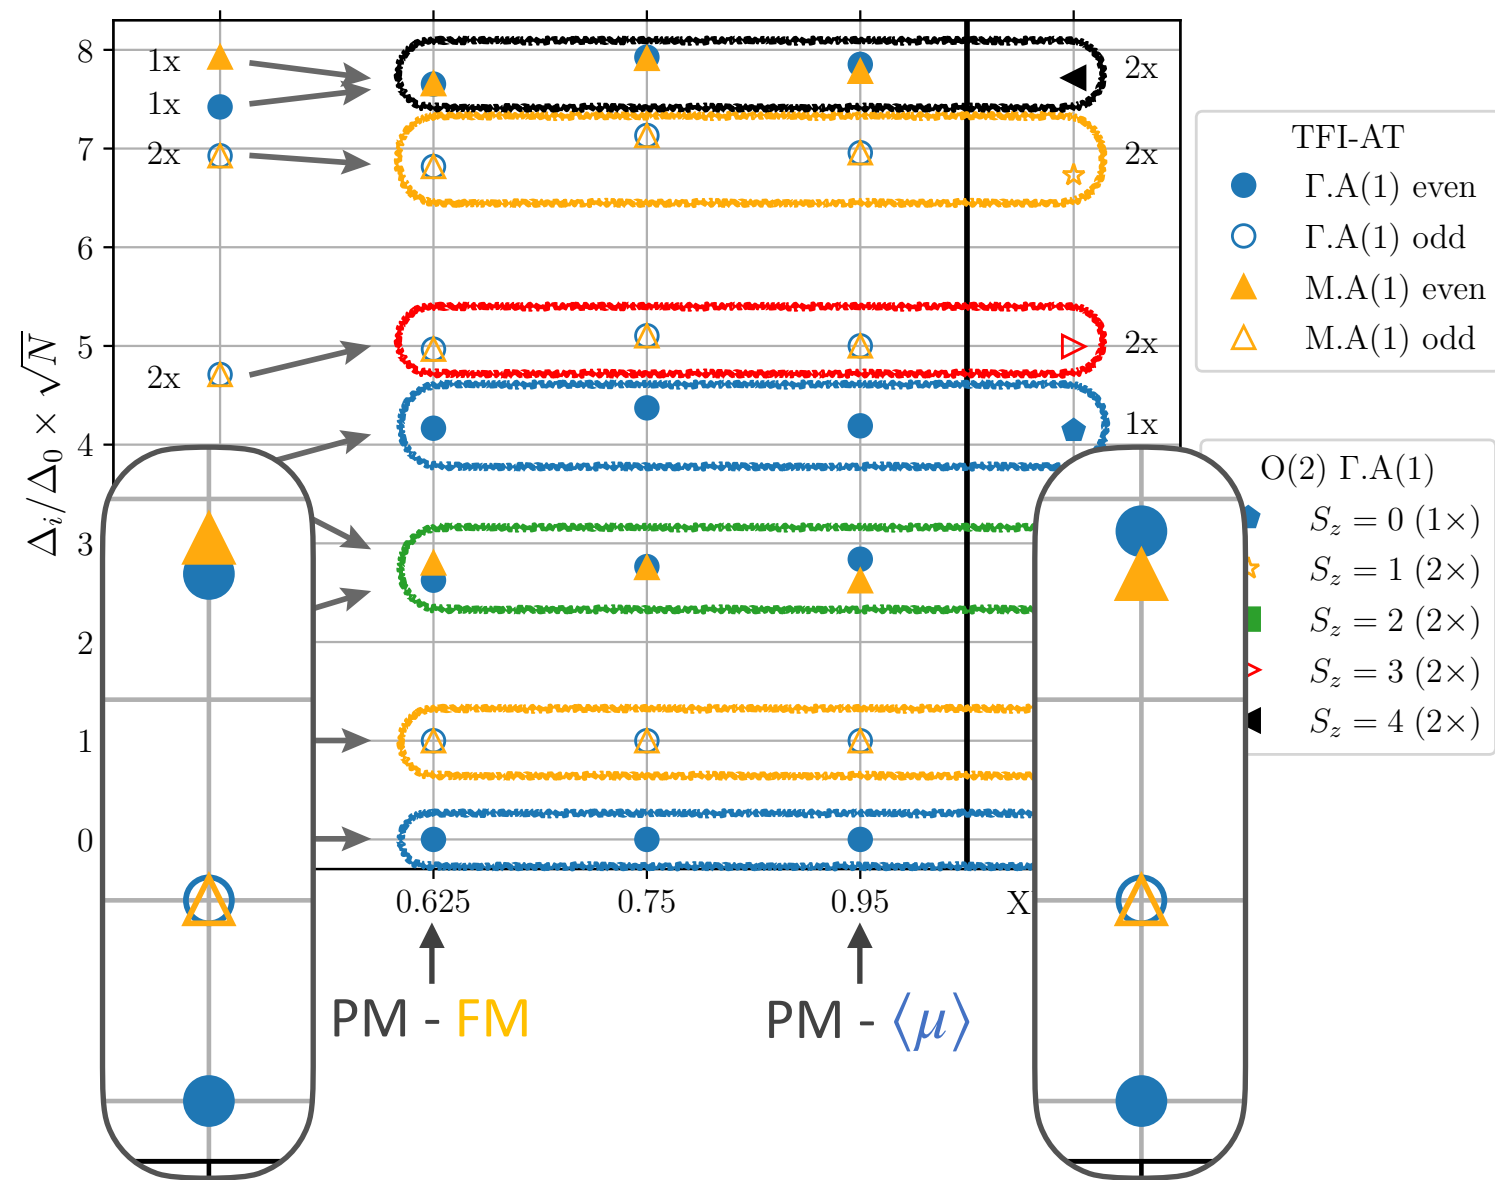 Δ_i/Δ_0 × √N
8
7
6
5
4
3
2
1
0
1x
1x
2x
2x
2x
2x
2x
1x
0.625
0.75
0.95
X
PM - FM
PM - ⟨μ⟩
TFI-AT
Γ.A(1) even
Γ.A(1) odd
M.A(1) even
M.A(1) odd
O(2) Γ.A(1)
S_z = 0 (1×)
S_z = 1 (2×)
S_z = 2 (2×)
S_z = 3 (2×)
S_z = 4 (2×)